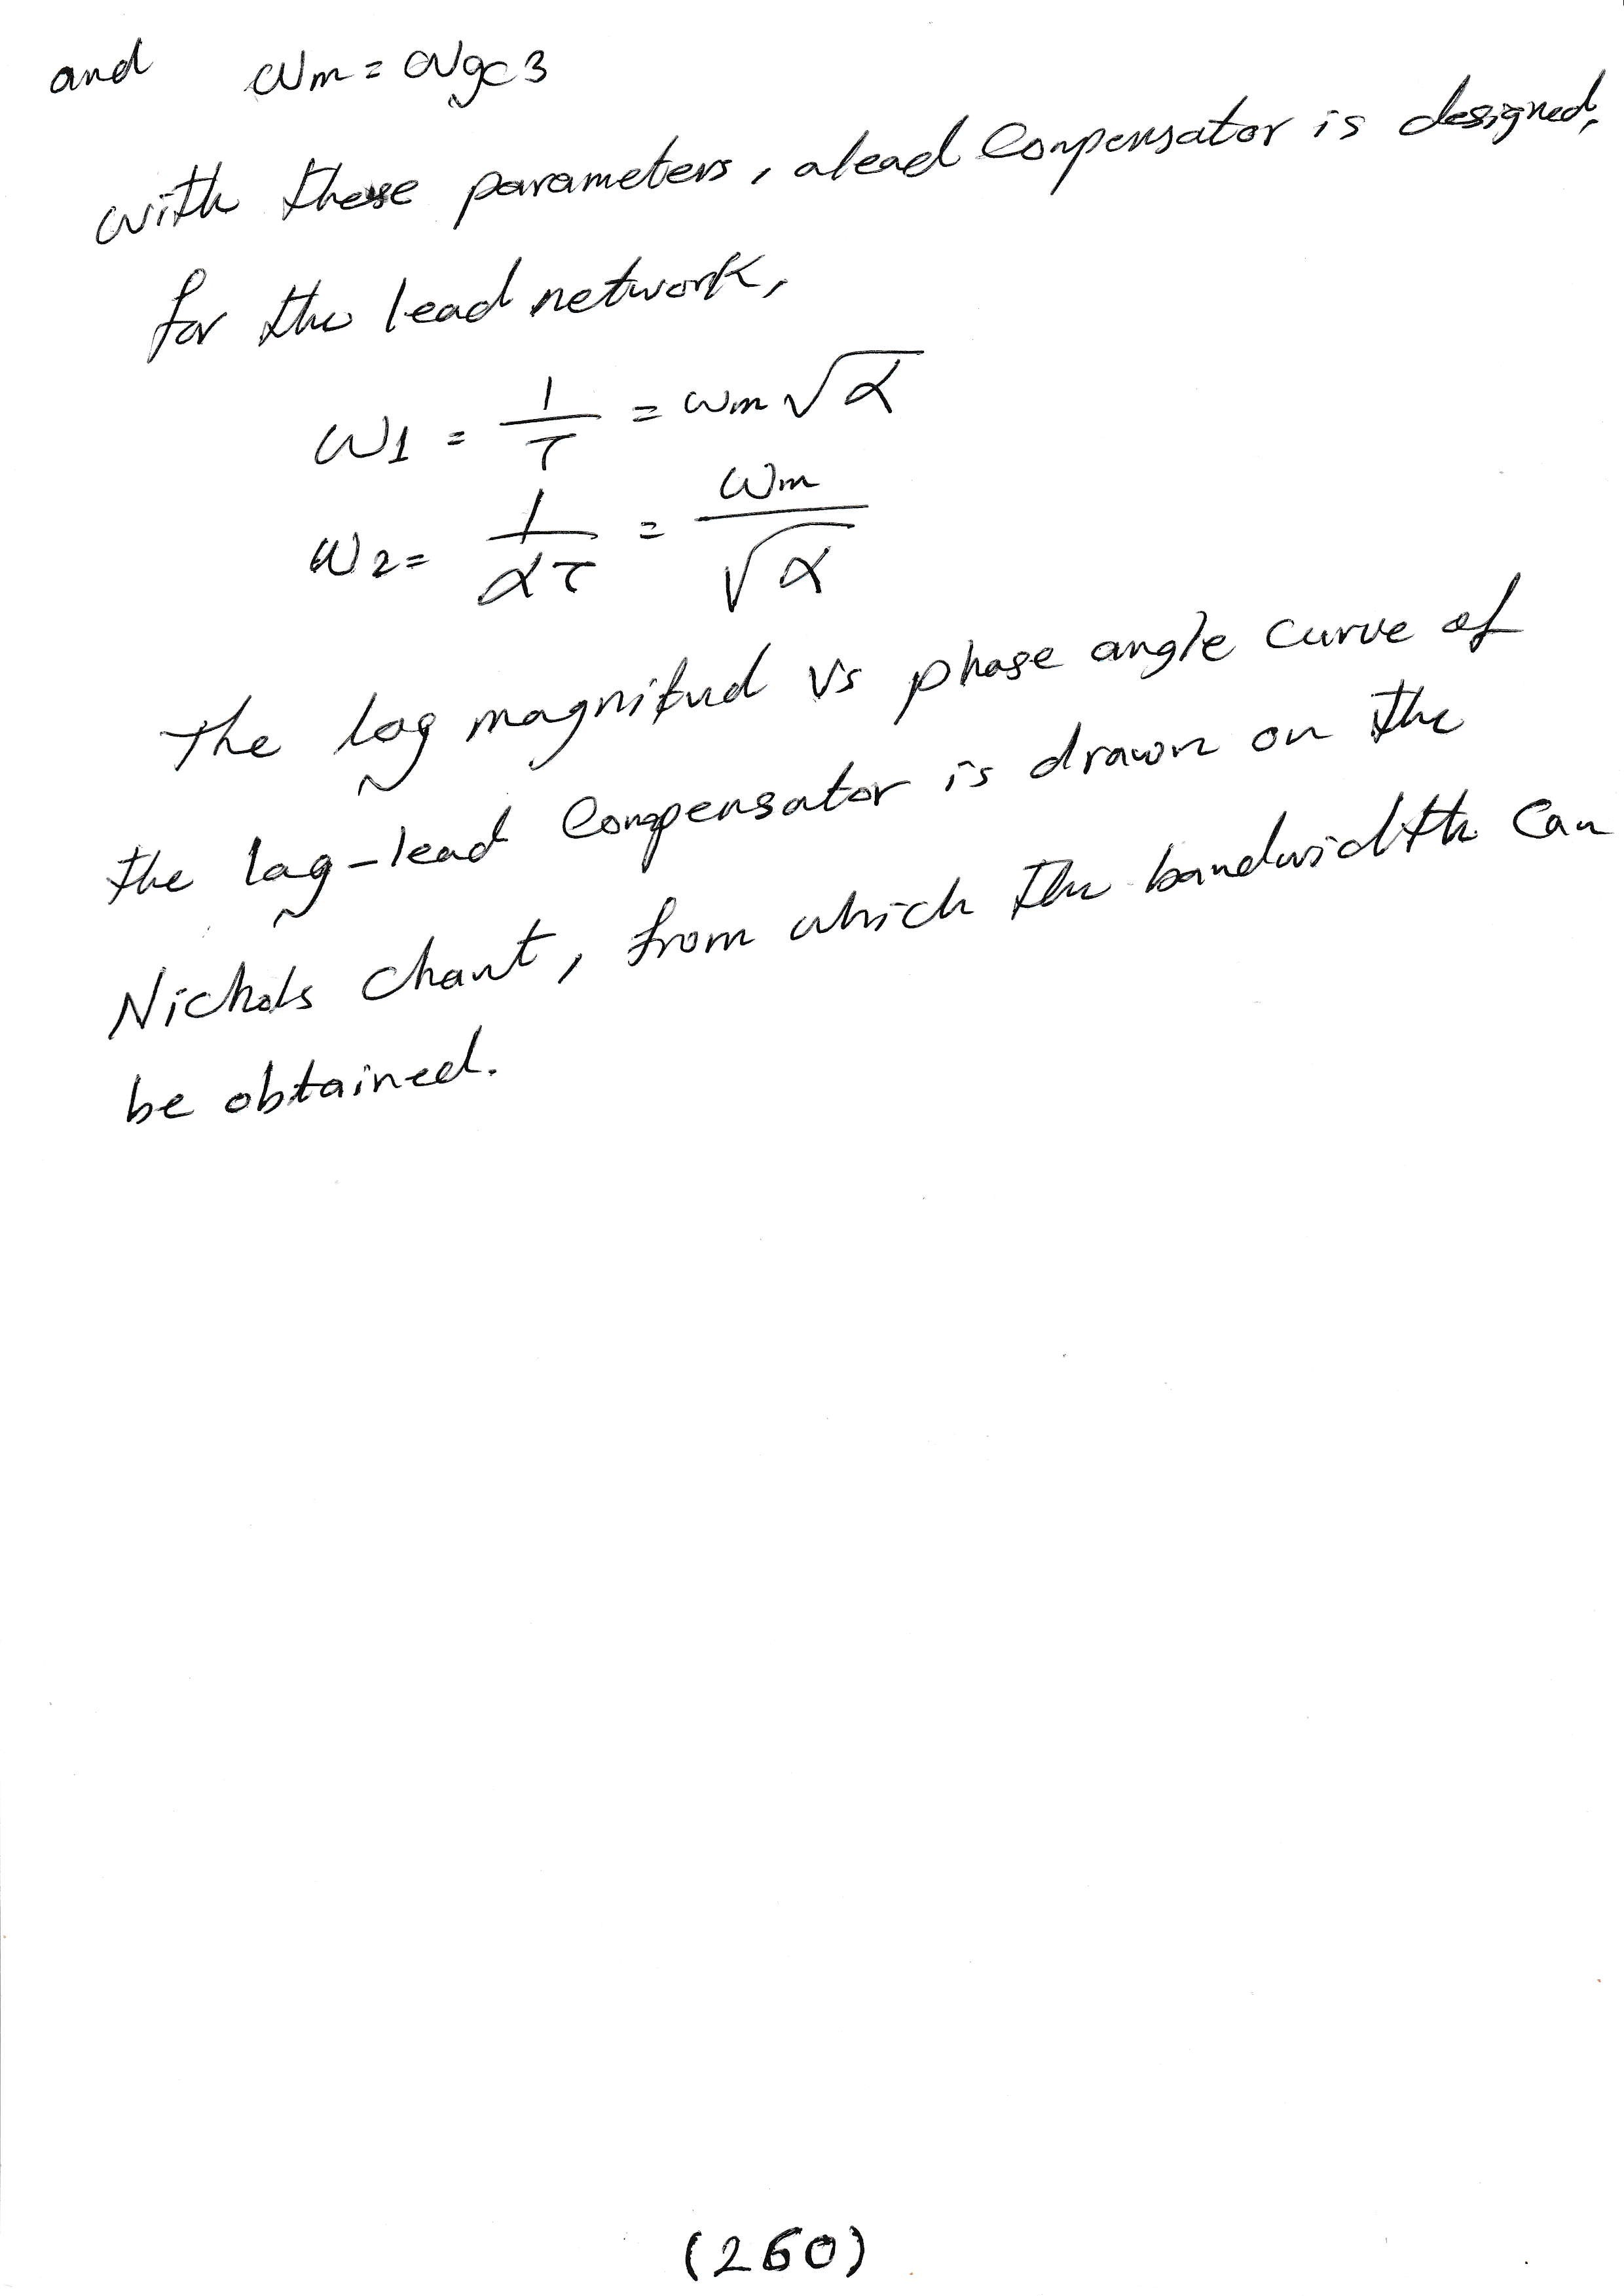 and ωm = ωgc3
with these parameters, a lead compensator is designed,
for the lead network,
ω1 = 1/τ = ωm √α
ω2 = 1/ατ = ωm/√α
The log magnitud vs phase angle curve of
the lag-lead compensator is drawn on the
Nichols chart, from which the bandwidth can
be obtained.
(260)